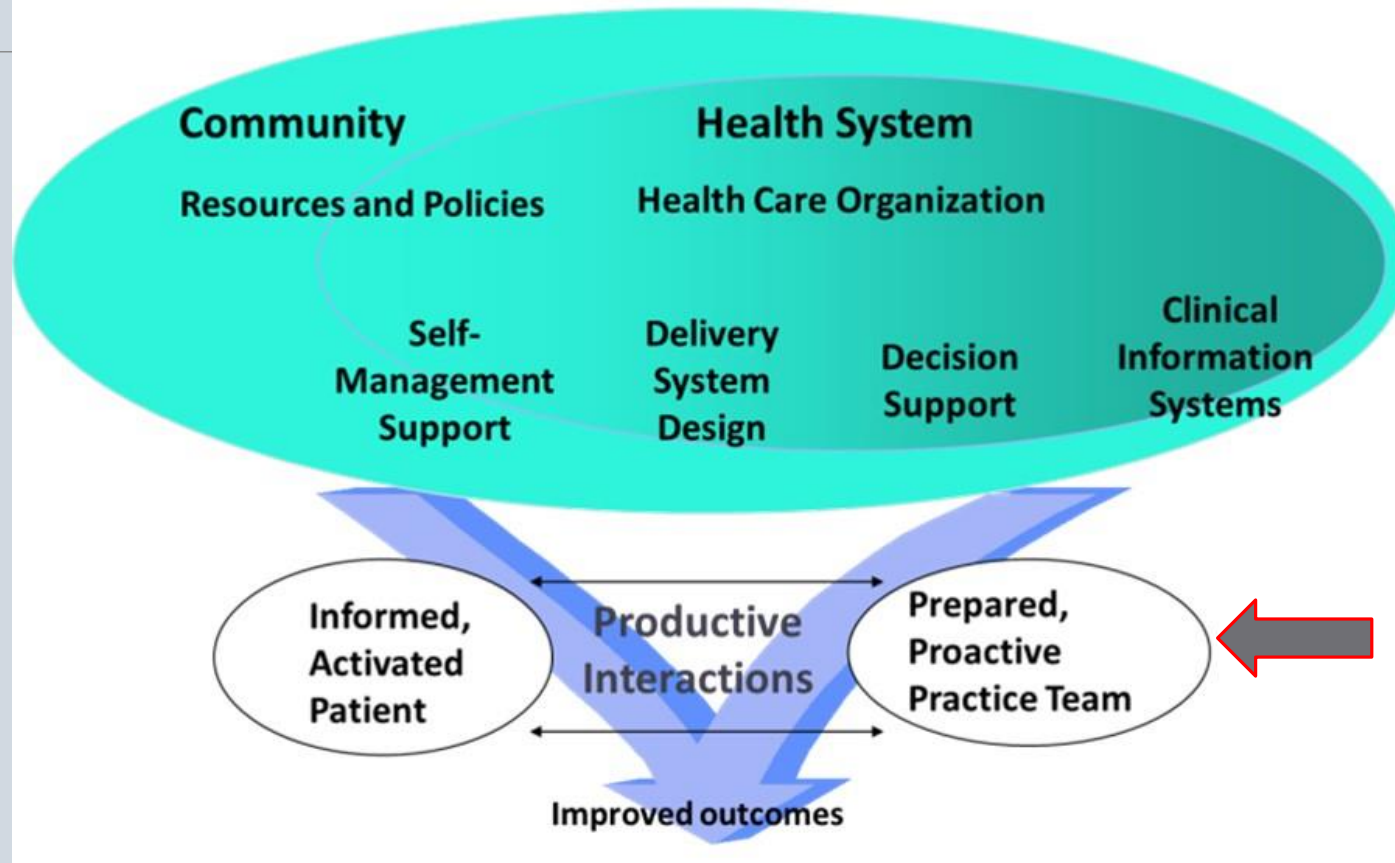 Community
Health System
Resources and Policies
Health Care Organization
Self-
Management
Support
Delivery
System
Design
Decision
Support
Clinical
Information
Systems
Informed,
Activated
Patient
Productive
Interactions
Prepared,
Proactive
Practice Team
Improved outcomes